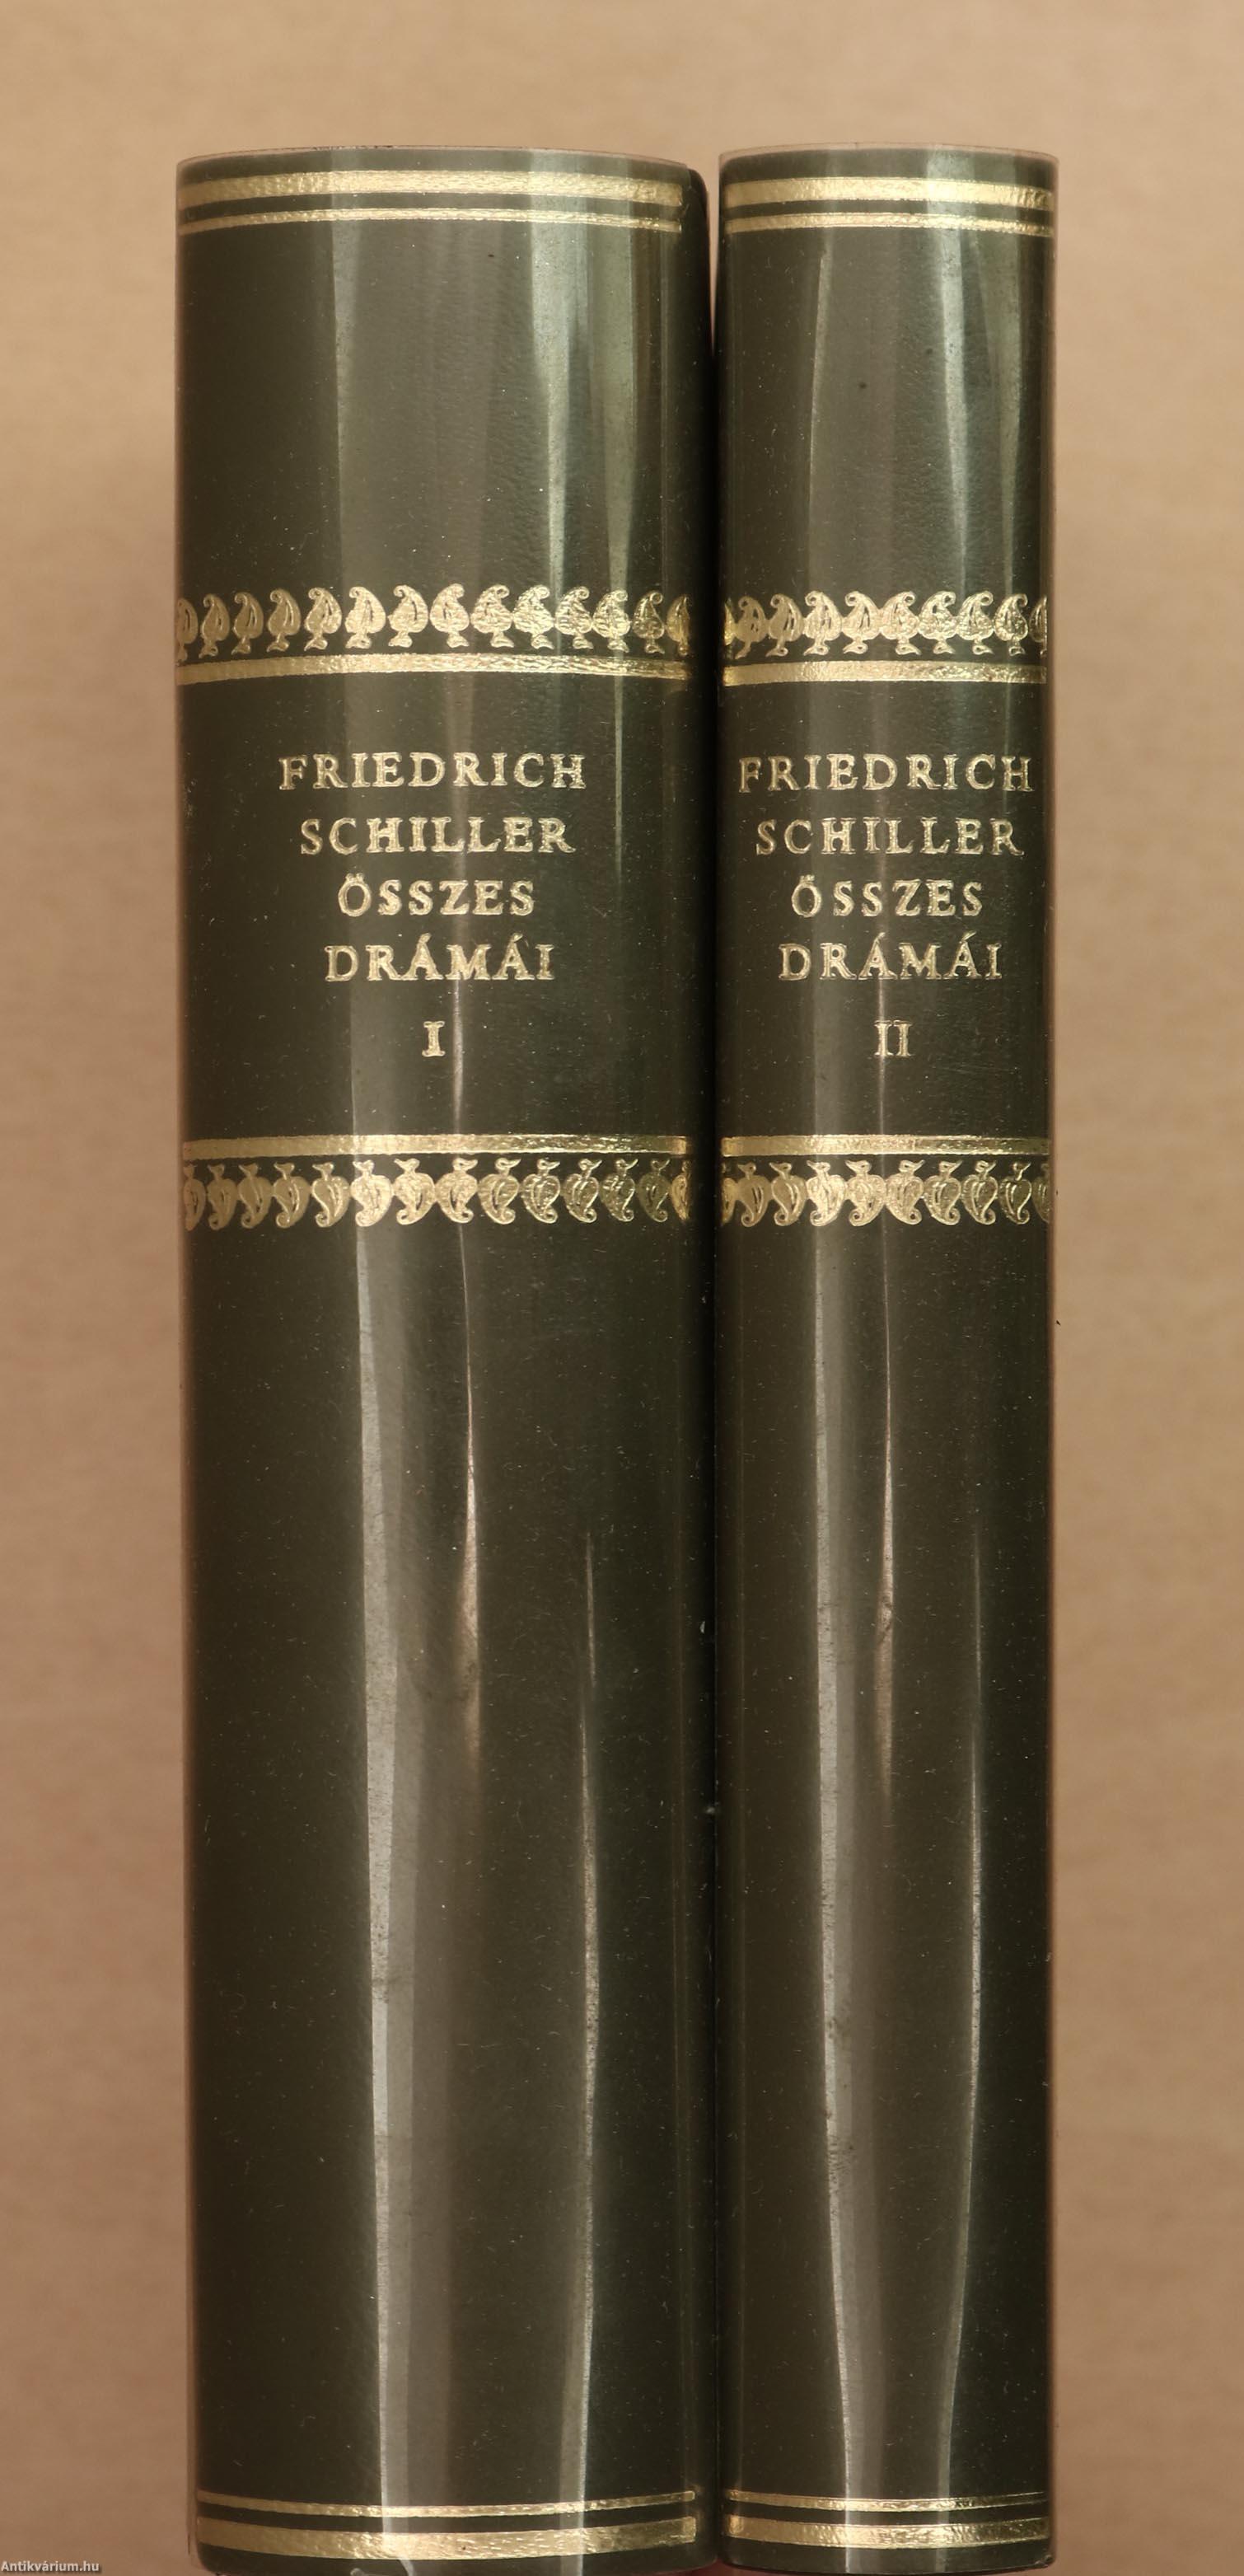 FRIEDRICH
SCHILLER
ÖSSZES
DRÁMÁI
I
FRIEDRICH
SCHILLER
ÖSSZES
DRÁMÁI
II
Antikvárium.hu